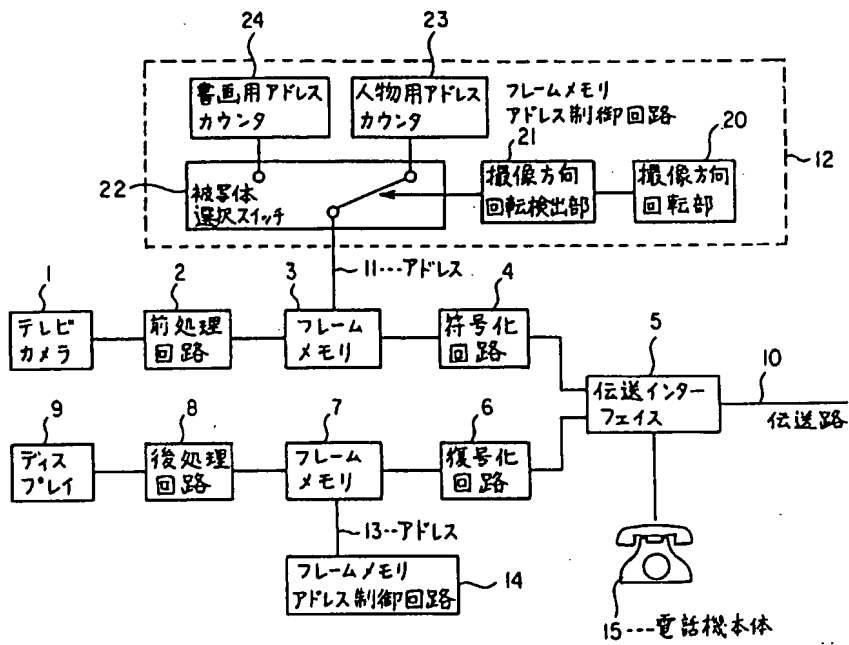 24
23
書画用アドレス
カウンタ
人物用アドレス
カウンタ
フレームメモリ
アドレス制御回路
21
20
12
22
被写体
選択スイッチ
撮像方向
回転検出部
撮像方向
回転部
11…アドレス
1
2
3
4
テレビ
カメラ
前処理
回路
フレーム
メモリ
符号化
回路
5
伝送インター
フェイス
10
伝送路
9
8
7
6
ディス
プレイ
後処理
回路
フレーム
メモリ
復号化
回路
13…アドレス
フレームメモリ
アドレス制御回路
14
15…電話機本体